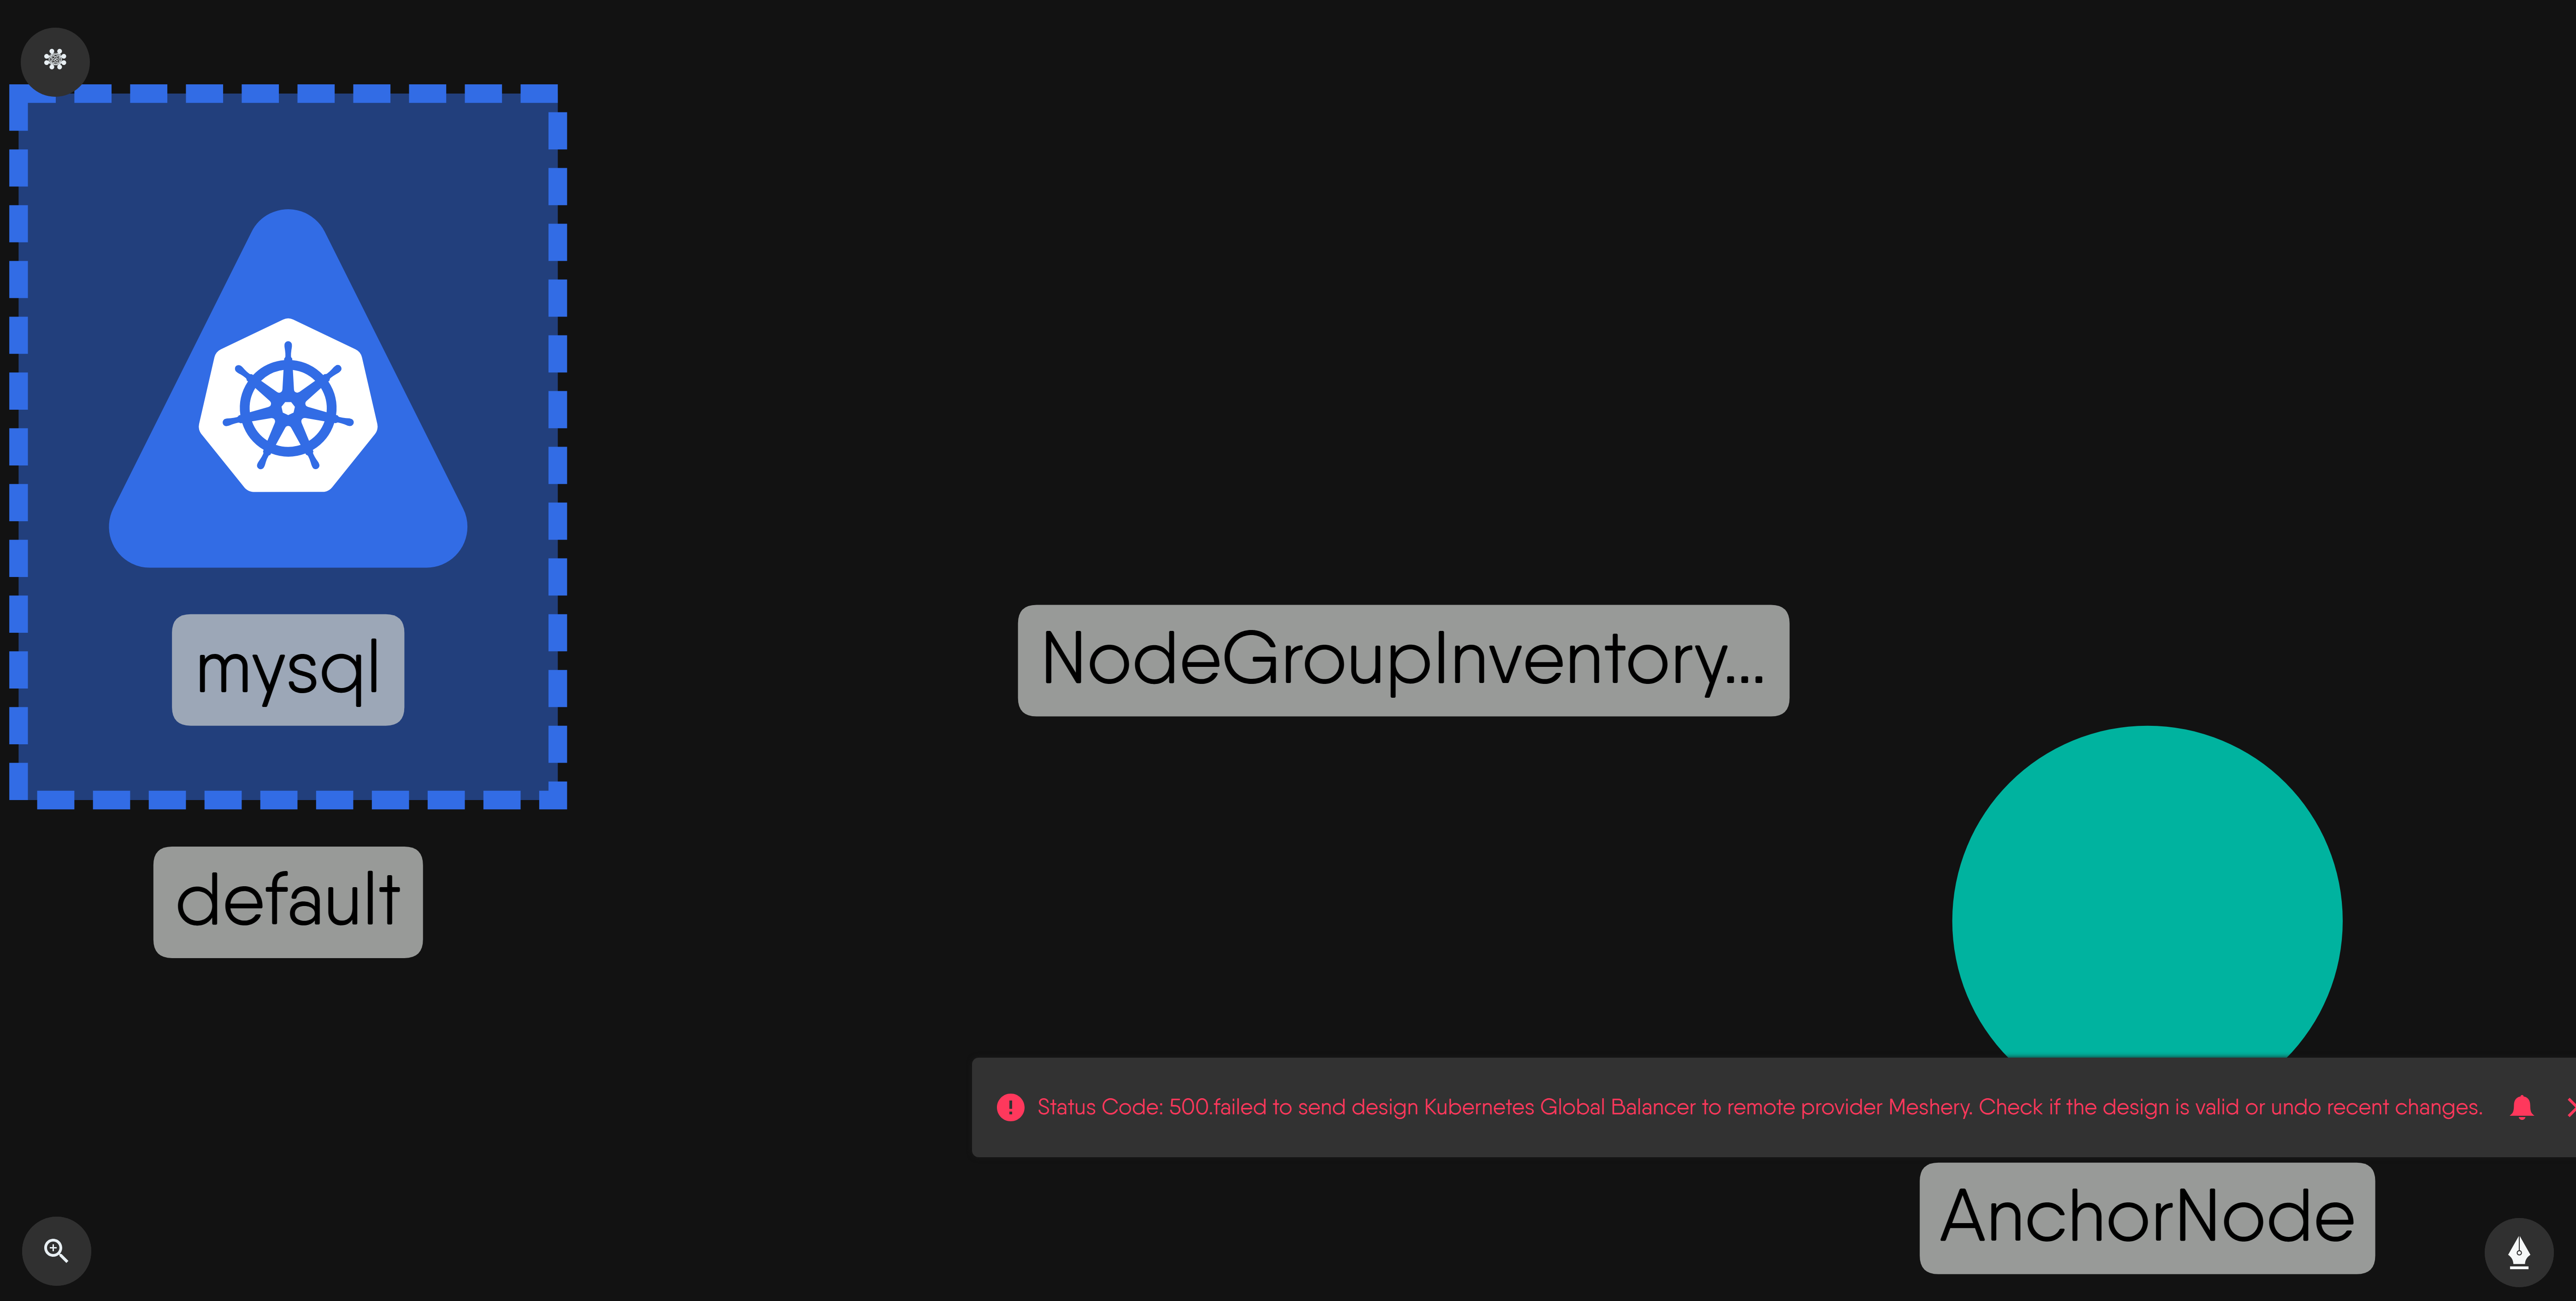 mysql
default
NodeGroupInventory...
Status Code: 500.failed to send design Kubernetes Global Balancer to remote provider Meshery. Check if the design is valid or undo recent changes.
AnchorNode